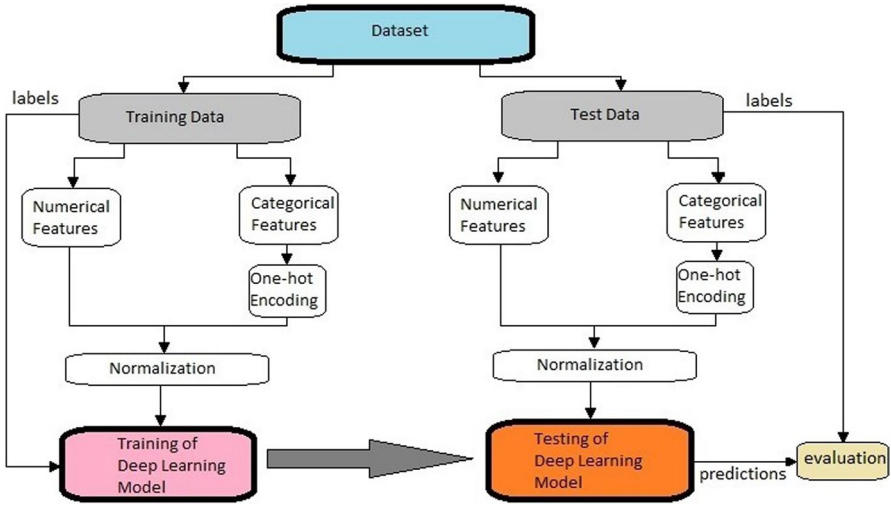 Dataset
labels
Training Data
Test Data
labels
Numerical
Features
Categorical
Features
Numerical
Features
Categorical
Features
One-hot
Encoding
One-hot
Encoding
Normalization
Normalization
Training of
Deep Learning
Model
Testing of
Deep Learning
Model
predictions
evaluation